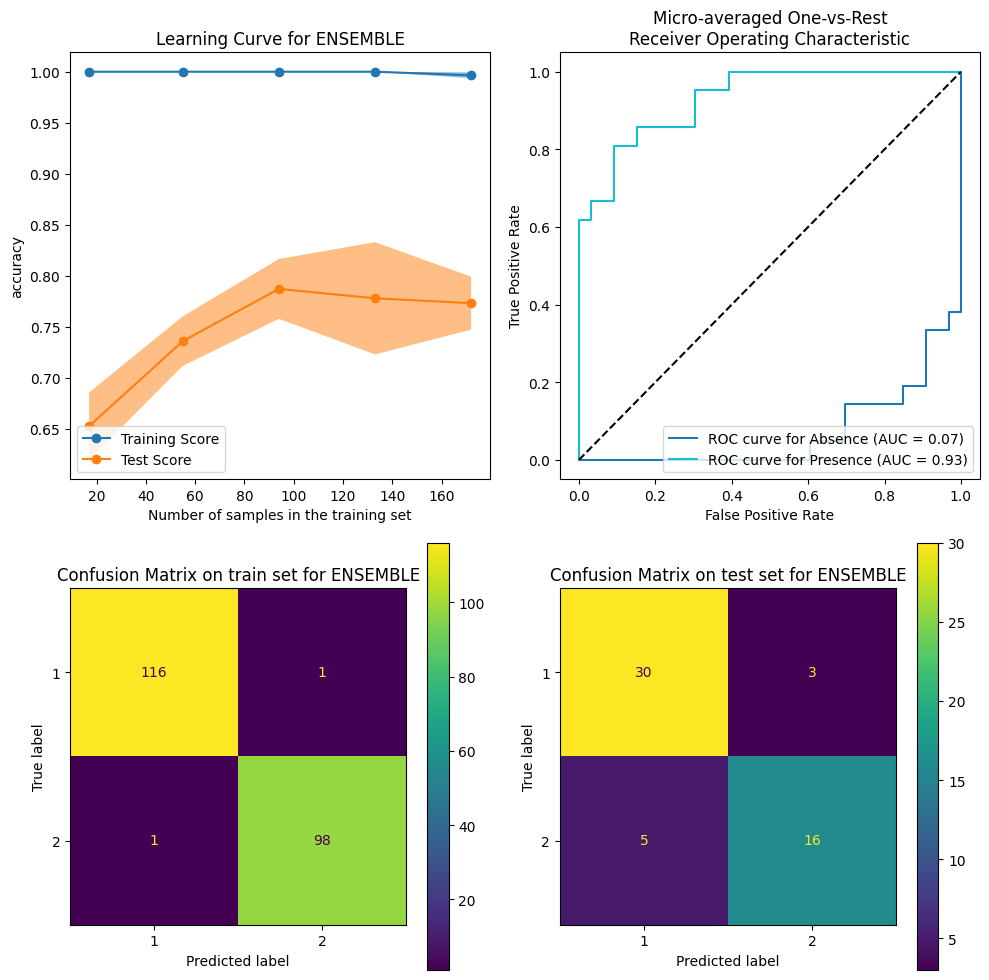 Learning Curve for ENSEMBLE
1.00
0.95
0.90
0.85
0.80
0.75
0.70
0.65
accuracy
Training Score
Test Score
20 40 60 80 100 120 140 160
Number of samples in the training set
Micro-averaged One-vs-Rest
Receiver Operating Characteristic
1.0
0.8
0.6
0.4
0.2
0.0
True Positive Rate
ROC curve for Absence (AUC = 0.07)
ROC curve for Presence (AUC = 0.93)
0.0 0.2 0.4 0.6 0.8 1.0
False Positive Rate
Confusion Matrix on train set for ENSEMBLE
1
2
True label
116 1
1 98
1 2
Predicted label
100
80
60
40
20
Confusion Matrix on test set for ENSEMBLE
1
2
True label
30 3
5 16
1 2
Predicted label
30
25
20
15
10
5